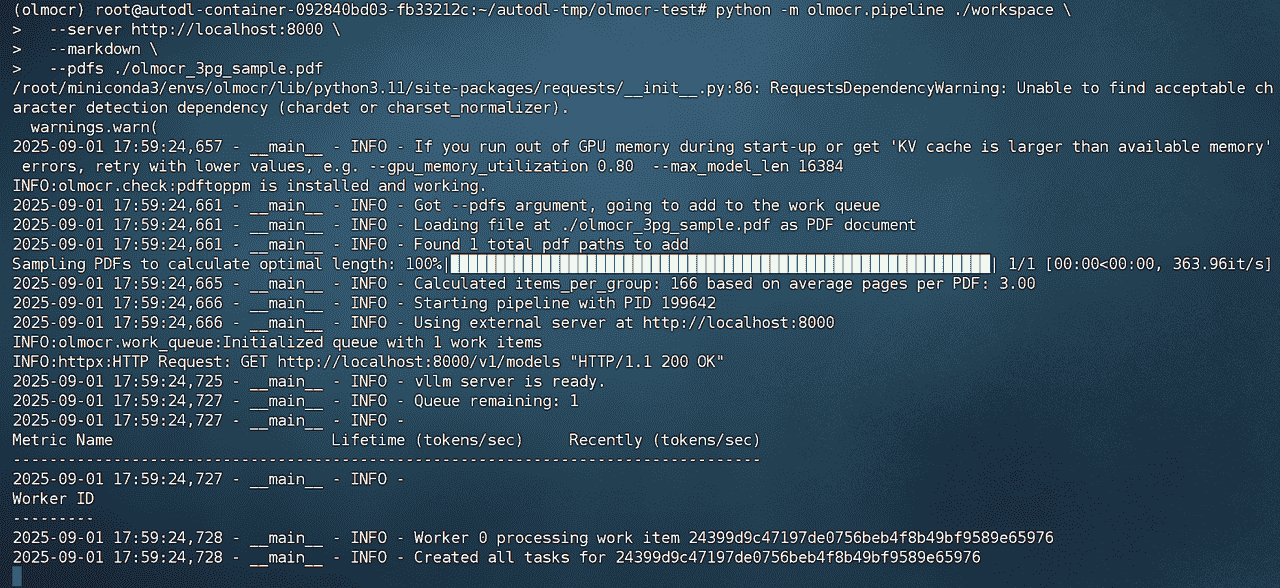 (olmocr) root@autodl-container-092840bd03-fb33212c:~/autodl-tmp/olmocr-test# python -m olmocr.pipeline ./workspace \
>   --server http://localhost:8000 \
>   --markdown \
>   --pdfs ./olmocr_3pg_sample.pdf
/root/miniconda3/envs/olmocr/lib/python3.11/site-packages/requests/__init__.py:86: RequestsDependencyWarning: Unable to find acceptable ch
aracter detection dependency (chardet or charset_normalizer).
  warnings.warn(
2025-09-01 17:59:24,657 - __main__ - INFO - If you run out of GPU memory during start-up or get 'KV cache is larger than available memory'
 errors, retry with lower values, e.g. --gpu_memory_utilization 0.80  --max_model_len 16384
INFO:olmocr.check:pdftoppm is installed and working.
2025-09-01 17:59:24,661 - __main__ - INFO - Got --pdfs argument, going to add to the work queue
2025-09-01 17:59:24,661 - __main__ - INFO - Loading file at ./olmocr_3pg_sample.pdf as PDF document
2025-09-01 17:59:24,661 - __main__ - INFO - Found 1 total pdf paths to add
Sampling PDFs to calculate optimal length: 100%|██████████████████████████████| 1/1 [00:00<00:00, 363.96it/s]
2025-09-01 17:59:24,665 - __main__ - INFO - Calculated items_per_group: 166 based on average pages per PDF: 3.00
2025-09-01 17:59:24,666 - __main__ - INFO - Starting pipeline with PID 199642
2025-09-01 17:59:24,666 - __main__ - INFO - Using external server at http://localhost:8000
INFO:olmocr.work_queue:Initialized queue with 1 work items
INFO:httpx:HTTP Request: GET http://localhost:8000/v1/models "HTTP/1.1 200 OK"
2025-09-01 17:59:24,725 - __main__ - INFO - vllm server is ready.
2025-09-01 17:59:24,727 - __main__ - INFO - Queue remaining: 1
2025-09-01 17:59:24,727 - __main__ - INFO -
Metric Name                        Lifetime (tokens/sec)     Recently (tokens/sec)
----------------------------------------------------------------------------------
2025-09-01 17:59:24,727 - __main__ - INFO -
Worker ID
---------
2025-09-01 17:59:24,728 - __main__ - INFO - Worker 0 processing work item 24399d9c47197de0756beb4f8b49bf9589e65976
2025-09-01 17:59:24,728 - __main__ - INFO - Created all tasks for 24399d9c47197de0756beb4f8b49bf9589e65976